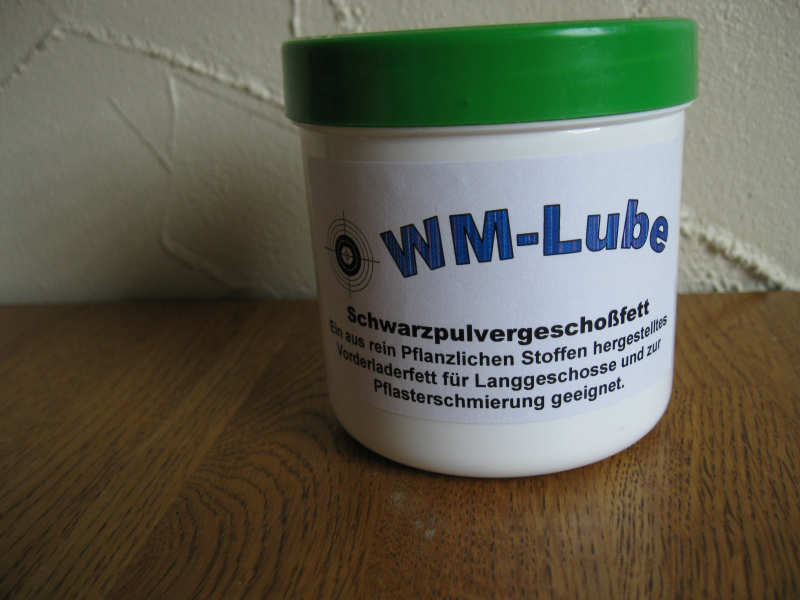 WM-Lube
Schwarzpulvergeschoßfett
Ein aus rein Pflanzlichen Stoffen hergestelltes
Vorderladerfett für Langgeschosse und zur
Pflasterschmierung geeignet.